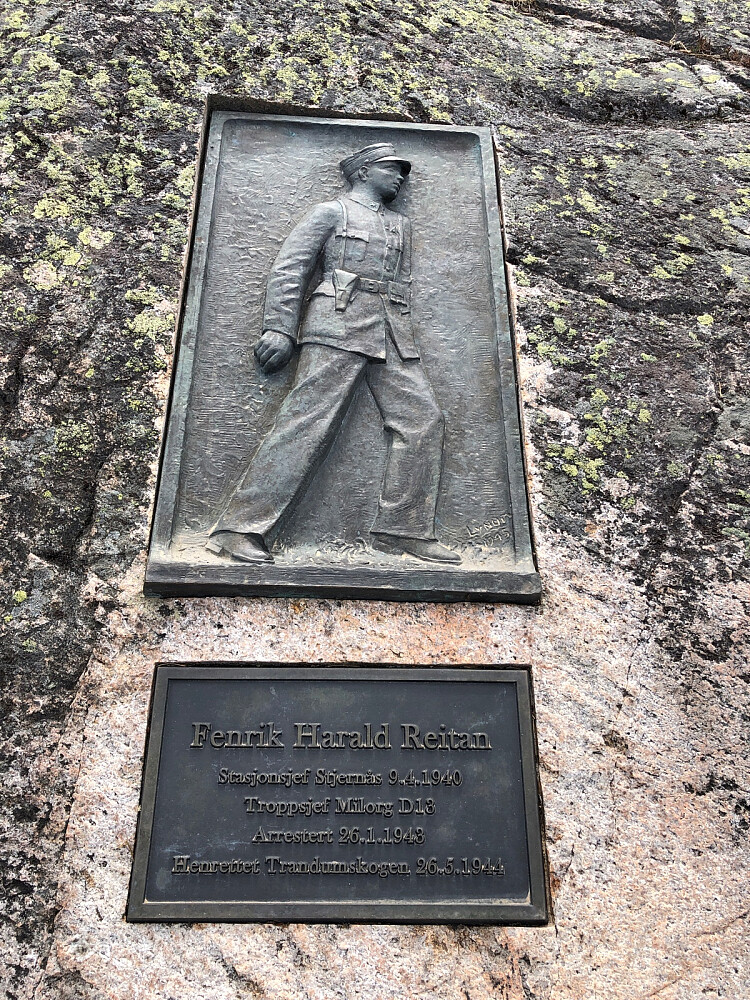 Fenrik Harald Reitan
Stasjonsjef Stjernås 9.4.1940
Troppsjef Milorg D13
Arrestert 26.1.1943
Henrettet Trandumskogen 26.5.1944